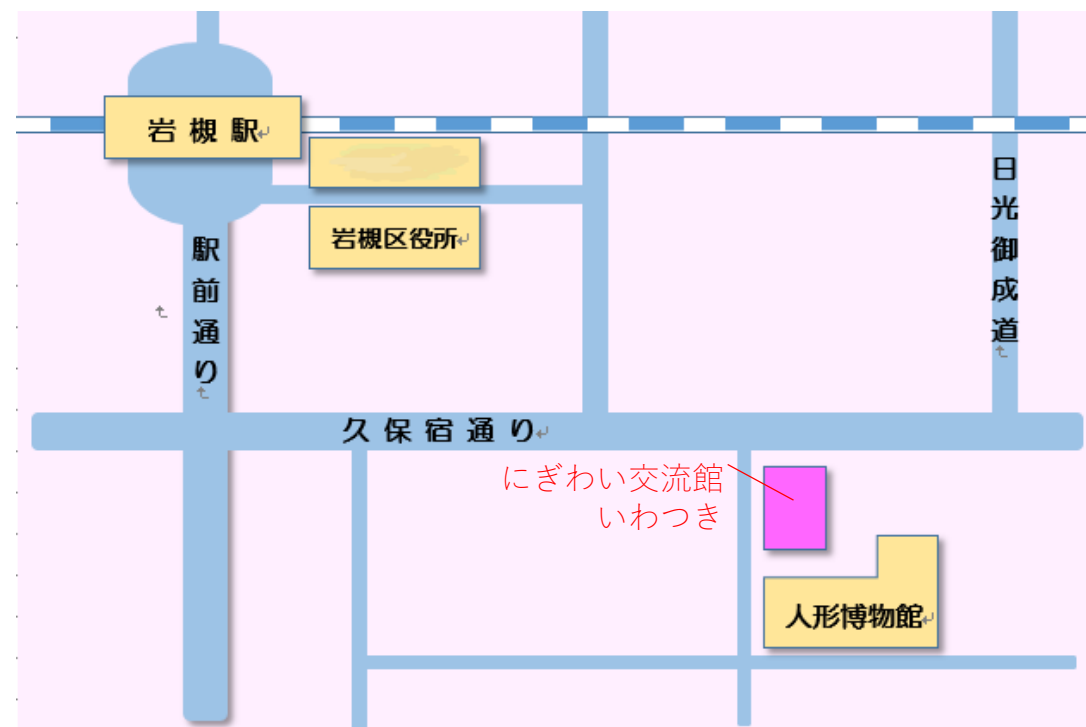 岩槻駅
岩槻区役所
駅前通り
日光御成道
久保宿通り
にぎわい交流館
いわつき
人形博物館